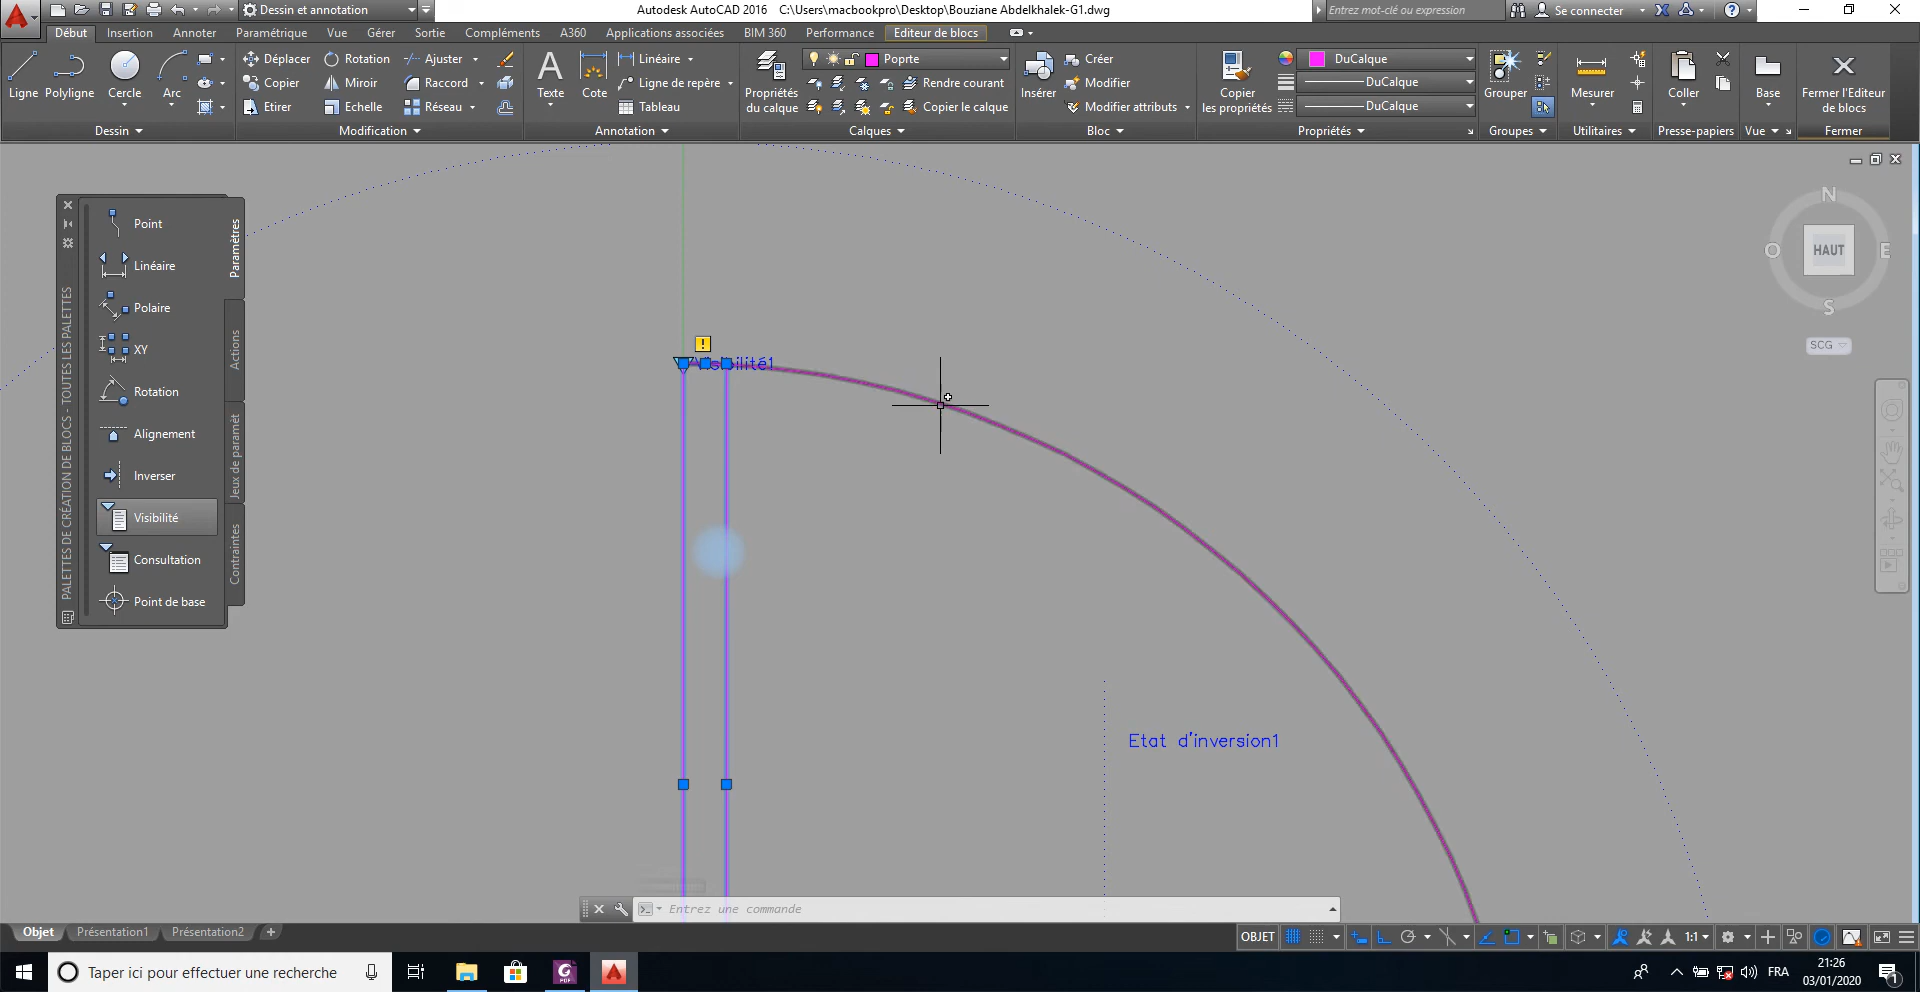 Dessin et annotation
Autodesk AutoCAD 2016 C:\Users\macbookpro\Desktop\Bouziane Abdelkhalek-G1.dwg
Entrez mot-clé ou expression
Se connecter
Début Insertion Annoter Paramétrique Vue Gérer Sortie Compléments A360 Applications associées BIM 360 Performance Editeur de blocs
Ligne Polyligne Cercle Arc
Déplacer Rotation Ajuster
Copier Miroir Raccord
Etirer Echelle Réseau
Texte Cote
Linéaire
Ligne de repère
Tableau
Propriétés
du calque
Poprte
Rendre courant
Copier le calque
Insérer
Créer
Modifier
Modifier attributs
Copier
les propriétés
DuCalque
DuCalque
DuCalque
Grouper
Mesurer
Coller
Base
Fermer l'Editeur
de blocs
Dessin Modification Annotation Calques Bloc Propriétés Groupes Utilitaires Presse-papiers Vue Fermer
PALETTES DE CRÉATION DE BLOCS - TOUTES LES PALETTES
Point
Linéaire
Polaire
XY
Rotation
Alignement
Inverser
Visibilité
Consultation
Point de base
Paramètres
Actions
Jeux de paramét
Contraintes
N
O HAUT E
S
SCG
!
Visibilité1
Etat d'inversion1
Entrez une commande
Objet Présentation1 Présentation2 +
OBJET
1:1
Taper ici pour effectuer une recherche
PDF
FRA
21:26
03/01/2020
1